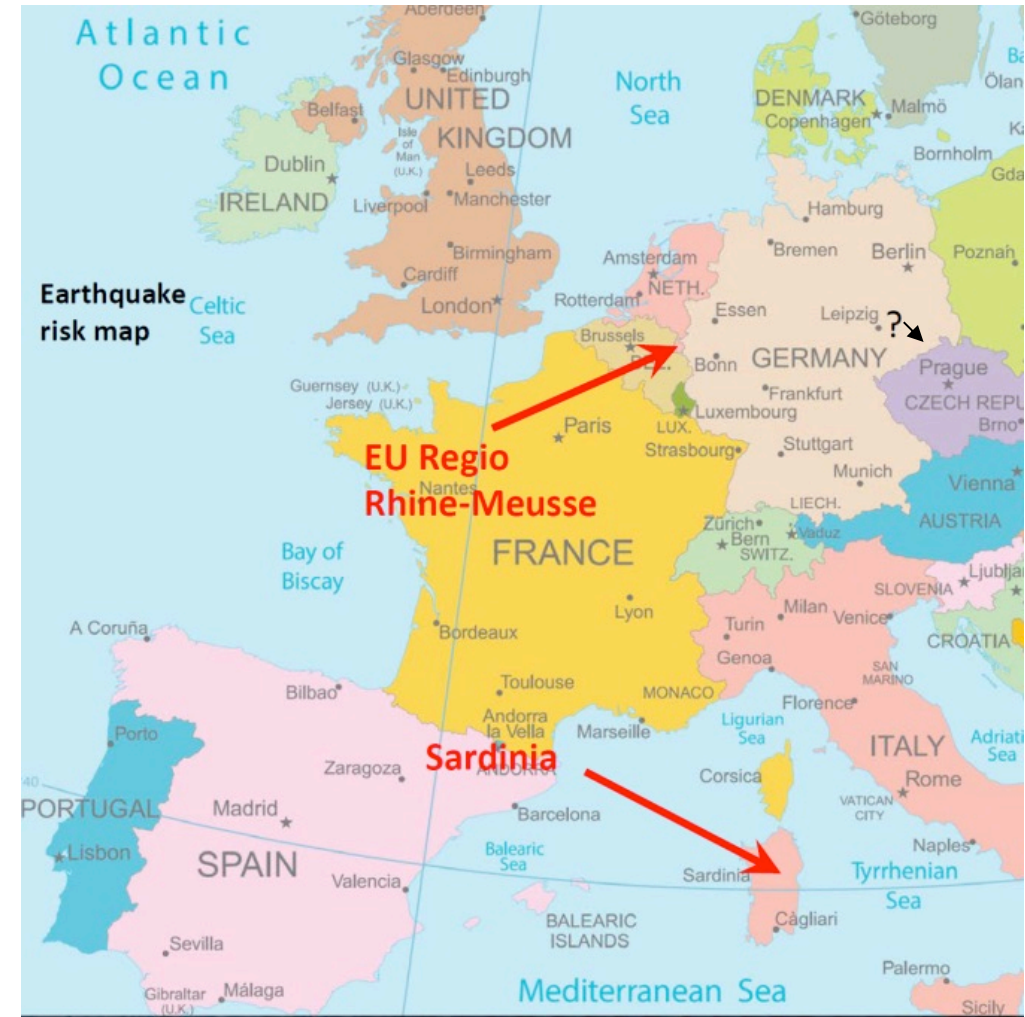 Atlantic
Ocean
Aberdeen
Göteborg
Glasgow
Edinburgh
North
Sea
UNITED
KINGDOM
DENMARK
Copenhagen
Malmö
Belfast
Isle
of
Man
(U.K.)
Bornholm
Dublin
Leeds
IRELAND
Liverpool
Manchester
Hamburg
Birmingham
Amsterdam
Bremen
Berlin
Poznań
Cardiff
NETH.
Earthquake
risk map
Celtic
Sea
London
Rotterdam
Essen
Leipzig
?
Brussels
Bonn
GERMANY
Prague
Guernsey (U.K.)
Jersey (U.K.)
Frankfurt
CZECH REPU
Luxembourg
LUX.
Brno
Paris
Strasbourg
Stuttgart
EU Regio
Rhine-Meusse
Nantes
Munich
Vienna
LIECH.
Zürich
Vaduz
AUSTRIA
Bern
SWITZ.
Bay of
Biscay
FRANCE
Ljubljan
SLOVENIA
Lyon
Milan
Venice
A Coruña
Bordeaux
Turin
CROATIA
Genoa
SAN
MARINO
Bilbao
Toulouse
MONACO
Florence
Andorra
la Vella
Marseille
Ligurian
Sea
Porto
Adriati
Sea
ITALY
Sardinia
ANDORRA
Zaragoza
Corsica
Rome
40
PORTUGAL
Madrid
Barcelona
VATICAN
CITY
Lisbon
SPAIN
Balearic
Sea
Naples
Valencia
Sardinia
Tyrrhenian
Sea
BALEARIC
ISLANDS
Càgliari
Sevilla
Palermo
Gibraltar
(U.K.)
Málaga
Mediterranean Sea
Sicily